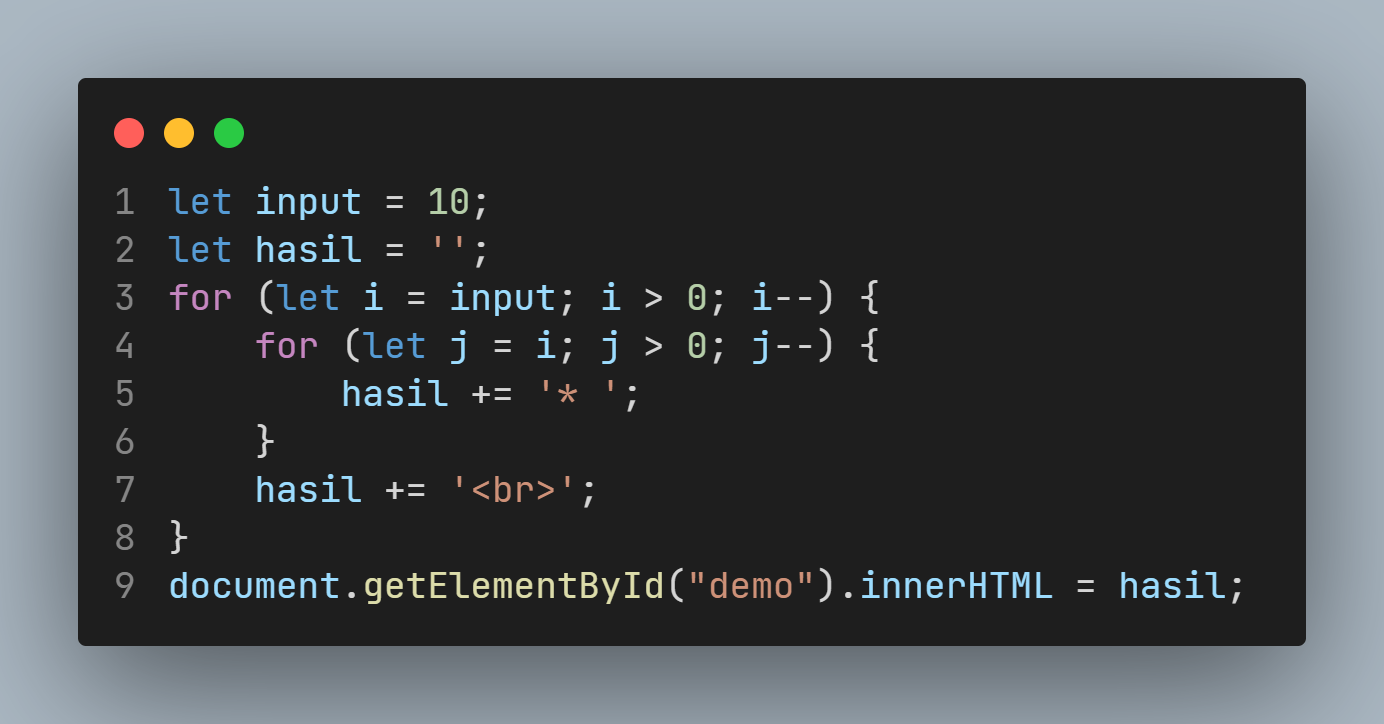 1 let input = 10;
2 let hasil = '';
3 for (let i = input; i > 0; i--) {
4     for (let j = i; j > 0; j--) {
5         hasil += '* ';
6     }
7     hasil += '<br>';
8 }
9 document.getElementById("demo").innerHTML = hasil;